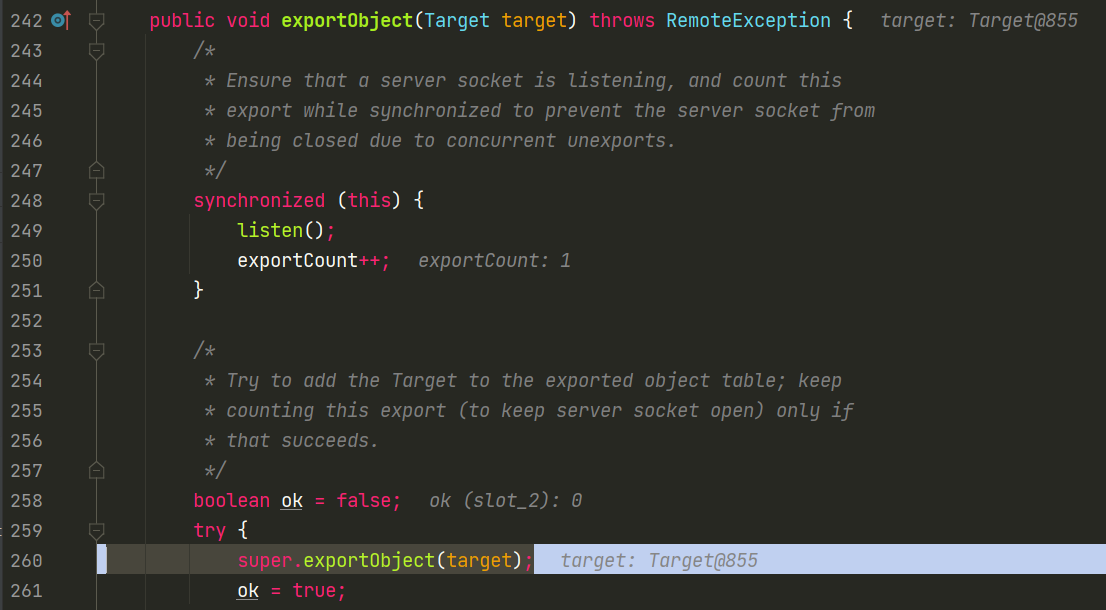 242 public void exportObject(Target target) throws RemoteException { target: Target@855
243 /*
244 * Ensure that a server socket is listening, and count this
245 * export while synchronized to prevent the server socket from
246 * being closed due to concurrent unexports.
247 */
248 synchronized (this) {
249 listen();
250 exportCount++; exportCount: 1
251 }
252
253 /*
254 * Try to add the Target to the exported object table; keep
255 * counting this export (to keep server socket open) only if
256 * that succeeds.
257 */
258 boolean ok = false; ok (slot_2): 0
259 try {
260 super.exportObject(target); target: Target@855
261 ok = true;